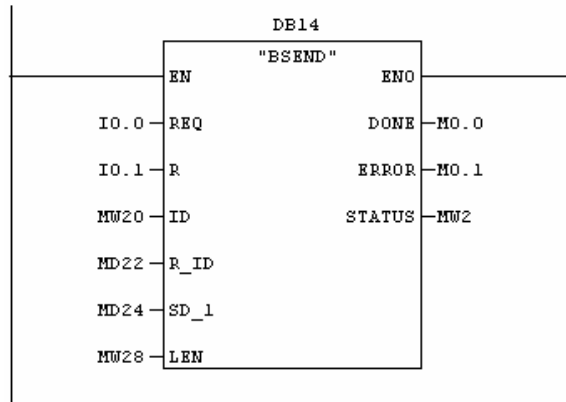 DB14
"BSEND"
EN ENO
I0.0 REQ DONE M0.0
I0.1 R ERROR M0.1
MW20 ID STATUS MW2
MD22 R_ID
MD24 SD_1
MW28 LEN